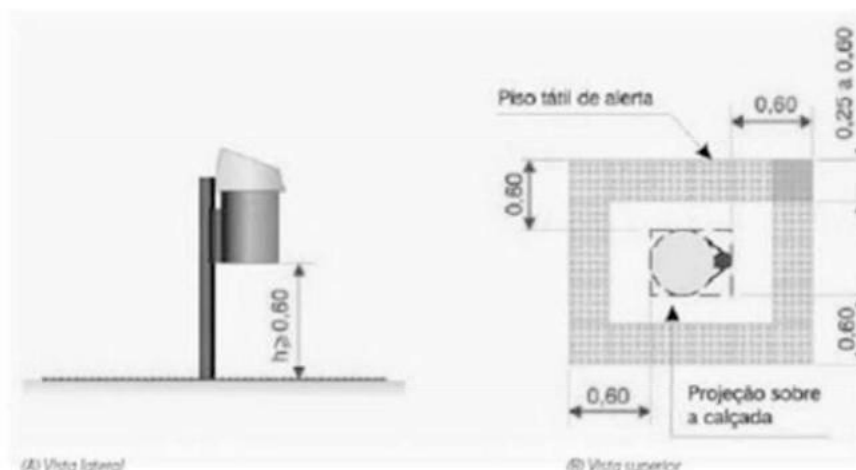 Piso tátil de alerta
0,60
0,25 a 0,60
0,60
h⩾0,60
0,60
0,60
Projeção sobre
a calçada
(A) Vista lateral
(B) Vista superior